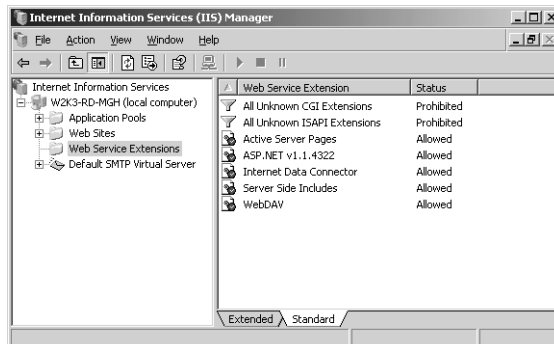 Internet Information Services (IIS) Manager
File Action View Window Help
Internet Information Services
W2K3-RD-MGH (local computer)
Application Pools
Web Sites
Web Service Extensions
Default SMTP Virtual Server
Web Service Extension Status
All Unknown CGI Extensions Prohibited
All Unknown ISAPI Extensions Prohibited
Active Server Pages Allowed
ASP.NET v1.1.4322 Allowed
Internet Data Connector Allowed
Server Side Includes Allowed
WebDAV Allowed
Extended Standard